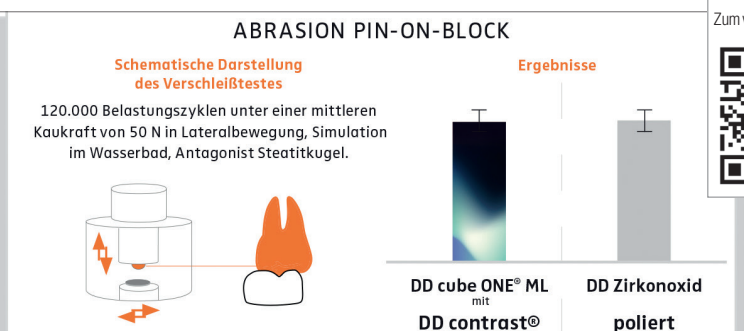 ABRASION PIN-ON-BLOCK
Zum
Schematische Darstellung
des Verschleißtestes
120.000 Belastungszyklen unter einer mittleren
Kaukraft von 50 N in Lateralbewegung, Simulation
im Wasserbad, Antagonist Steatitkugel.
Ergebnisse
DD cube ONE® ML
mit
DD contrast®
DD Zirkonoxid
poliert